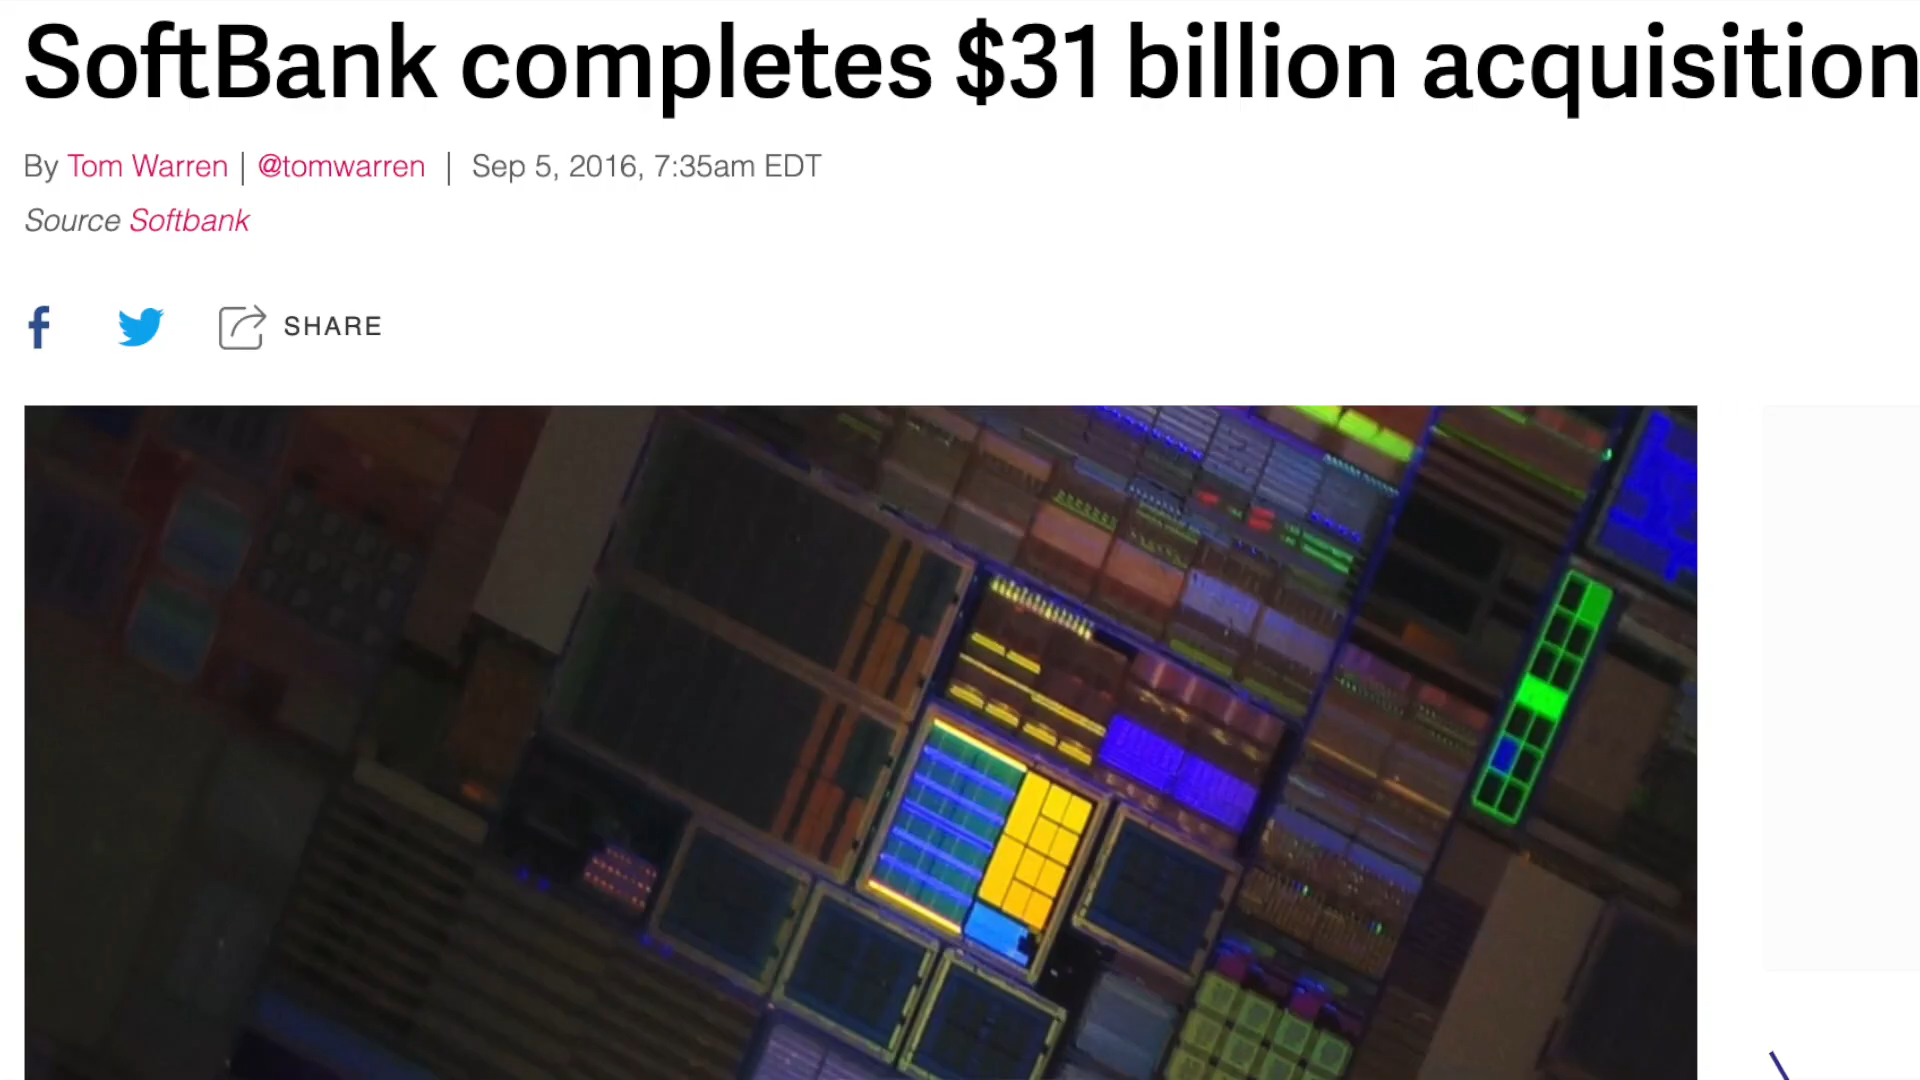 SoftBank completes $31 billion acquisition
By Tom Warren | @tomwarren | Sep 5, 2016, 7:35am EDT
Source Softbank
SHARE